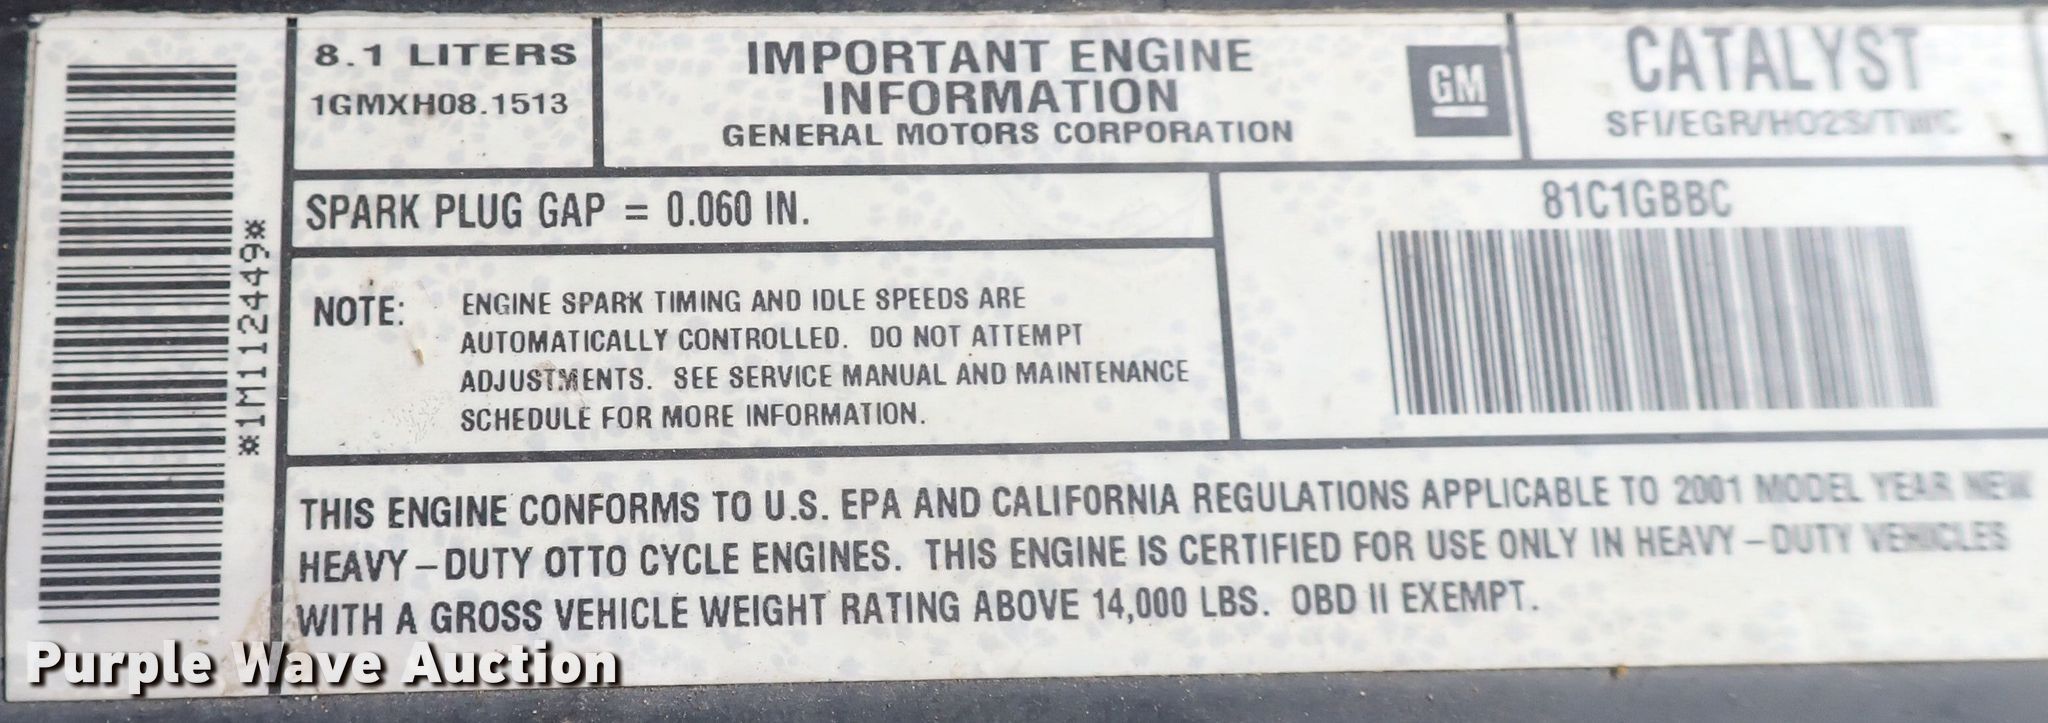 *1M112449*
8.1 LITERS
1GMXH08.1513
IMPORTANT ENGINE
INFORMATION
GENERAL MOTORS CORPORATION
GM
CATALYST
SFI/EGR/HO2S/TWC
SPARK PLUG GAP = 0.060 IN.
81C1GBBC
NOTE: ENGINE SPARK TIMING AND IDLE SPEEDS ARE
AUTOMATICALLY CONTROLLED. DO NOT ATTEMPT
ADJUSTMENTS. SEE SERVICE MANUAL AND MAINTENANCE
SCHEDULE FOR MORE INFORMATION.
THIS ENGINE CONFORMS TO U.S. EPA AND CALIFORNIA REGULATIONS APPLICABLE TO 2001 MODEL YEAR NEW
HEAVY-DUTY OTTO CYCLE ENGINES. THIS ENGINE IS CERTIFIED FOR USE ONLY IN HEAVY-DUTY VEHICLES
WITH A GROSS VEHICLE WEIGHT RATING ABOVE 14,000 LBS. OBD II EXEMPT.
Purple Wave Auction